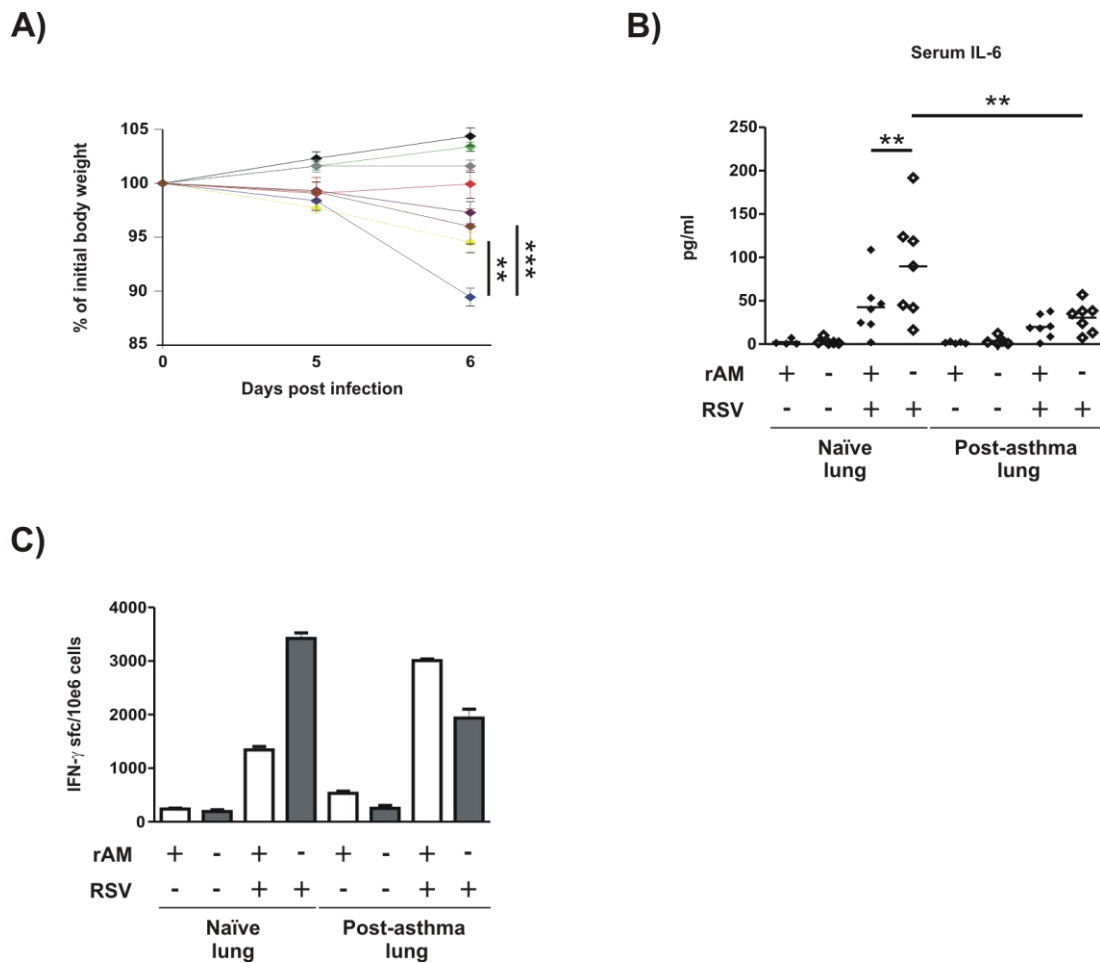 A)
% of initial body weight
105
100
95
90
85
**
***
0 5 6
Days post infection
B)
Serum IL-6
**
**
pg/ml
250
200
150
100
50
0
rAM + - + - + - + -
RSV - - + + - - + +
Naïve lung
Post-asthma lung
C)
IFN-γ sfc/10e6 cells
4000
3000
2000
1000
0
rAM + - + - + - + -
RSV - - + + - - + +
Naïve lung
Post-asthma lung